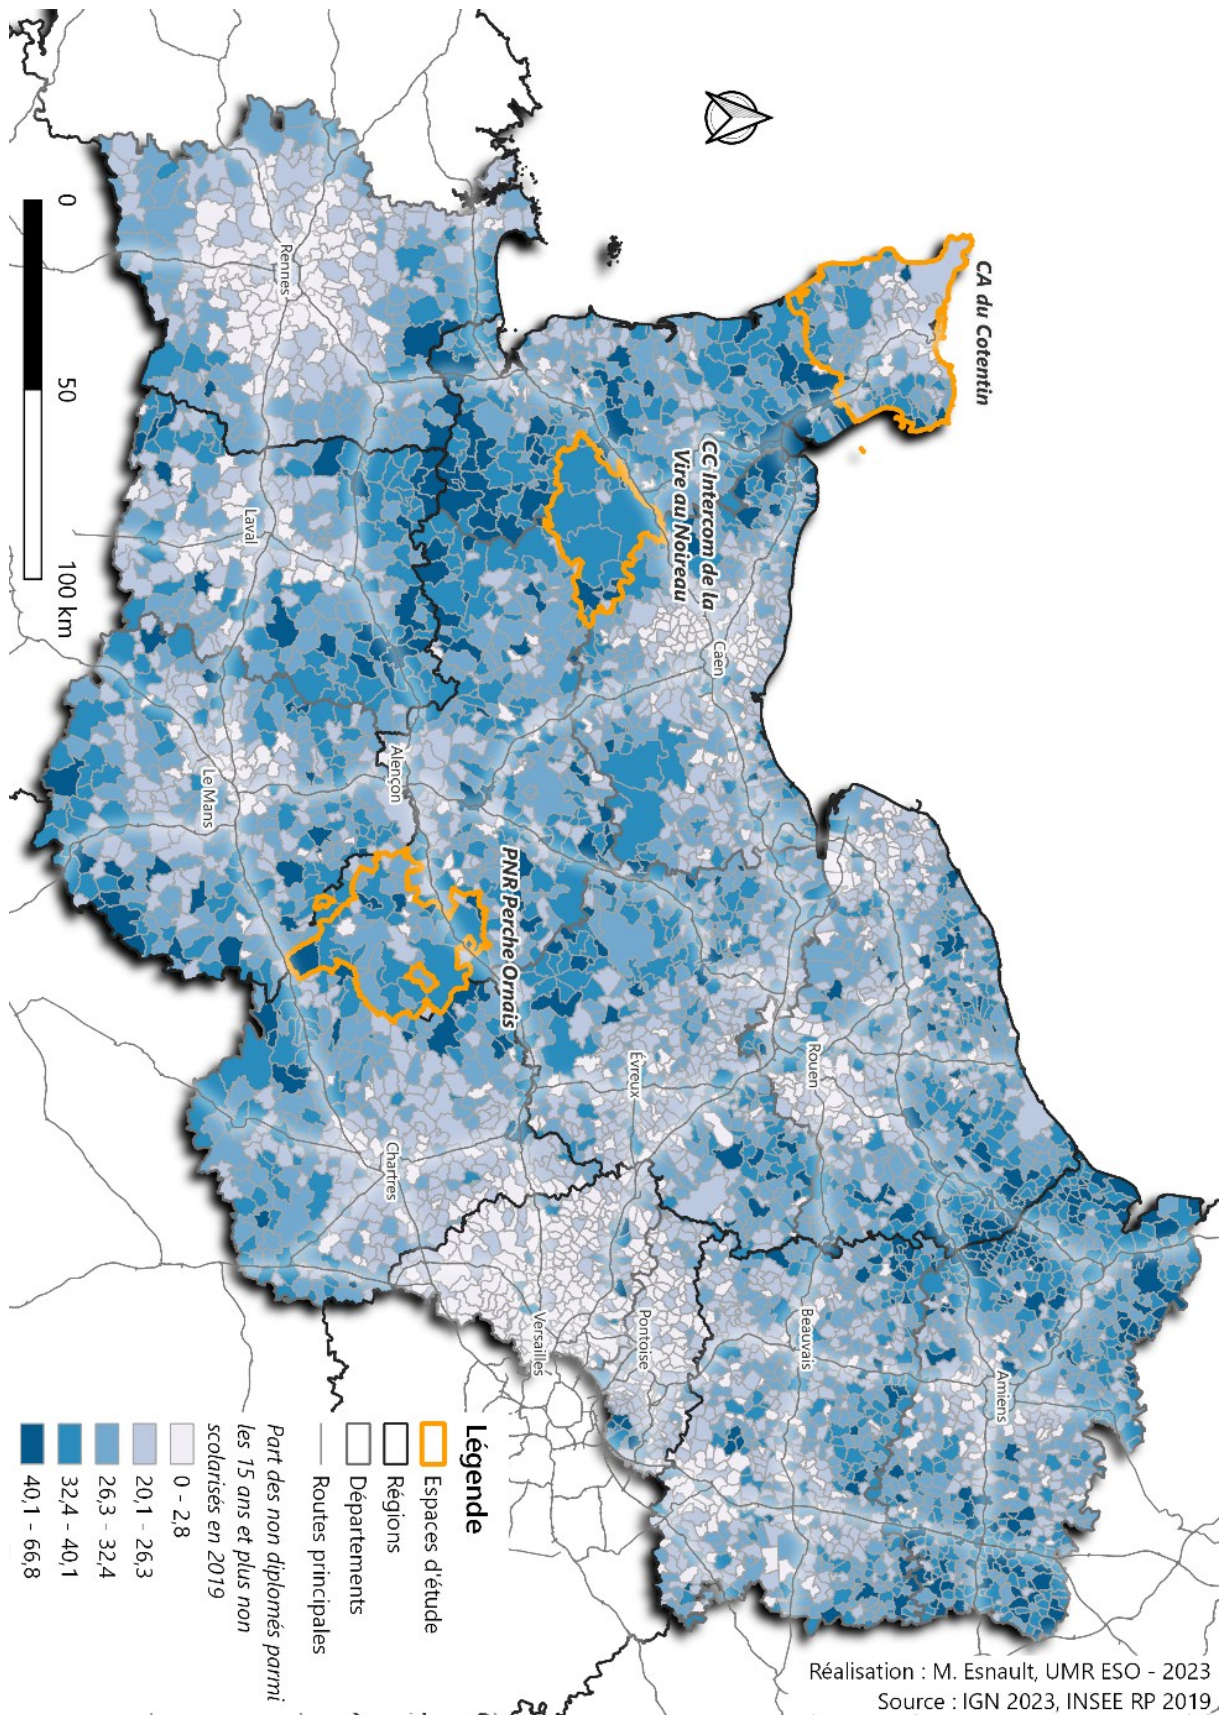 CA du Cotentin
CC Intercom de la
Vire au Noireau
PNR Perche Ornais
Rennes
Laval
Caen
Alençon
Le Mans
Rouen
Évreux
Chartres
Versailles
Pontoise
Beauvais
Amiens
0
50
100 km
Légende
Espaces d'étude
Régions
Départements
Routes principales
Part des non diplomés parmi
les 15 ans et plus non
scolarisés en 2019
0 - 2,8
20,1 - 26,3
26,3 - 32,4
32,4 - 40,1
40,1 - 66,8
Réalisation : M. Esnault, UMR ESO - 2023
Source : IGN 2023, INSEE RP 2019